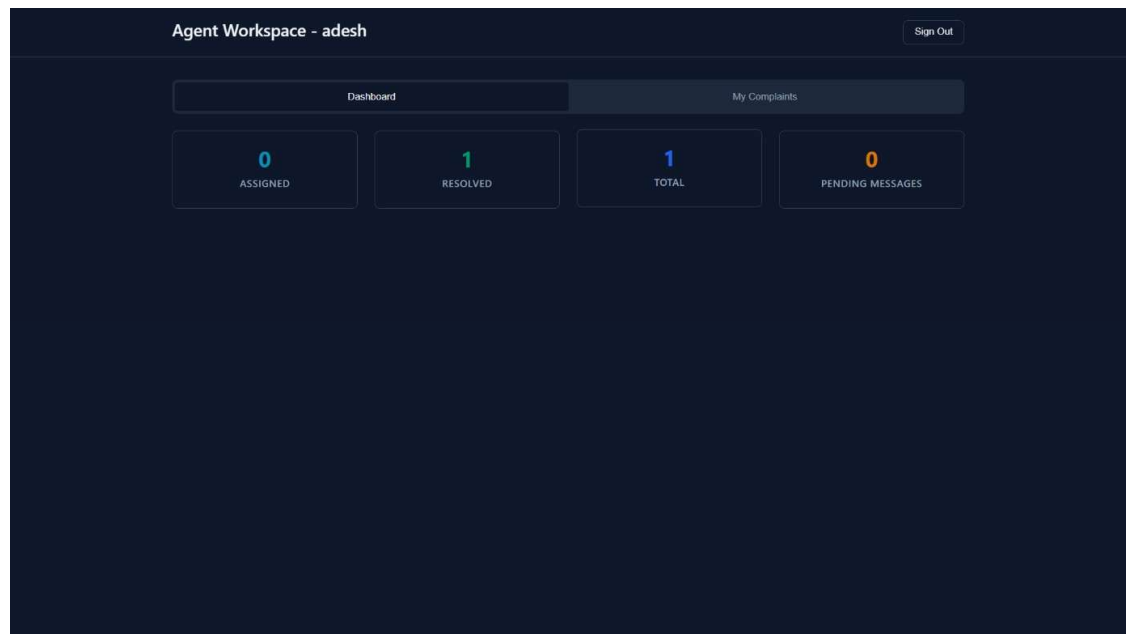 Agent Workspace - adesh
Sign Out
Dashboard
My Complaints
0
ASSIGNED
1
RESOLVED
1
TOTAL
0
PENDING MESSAGES